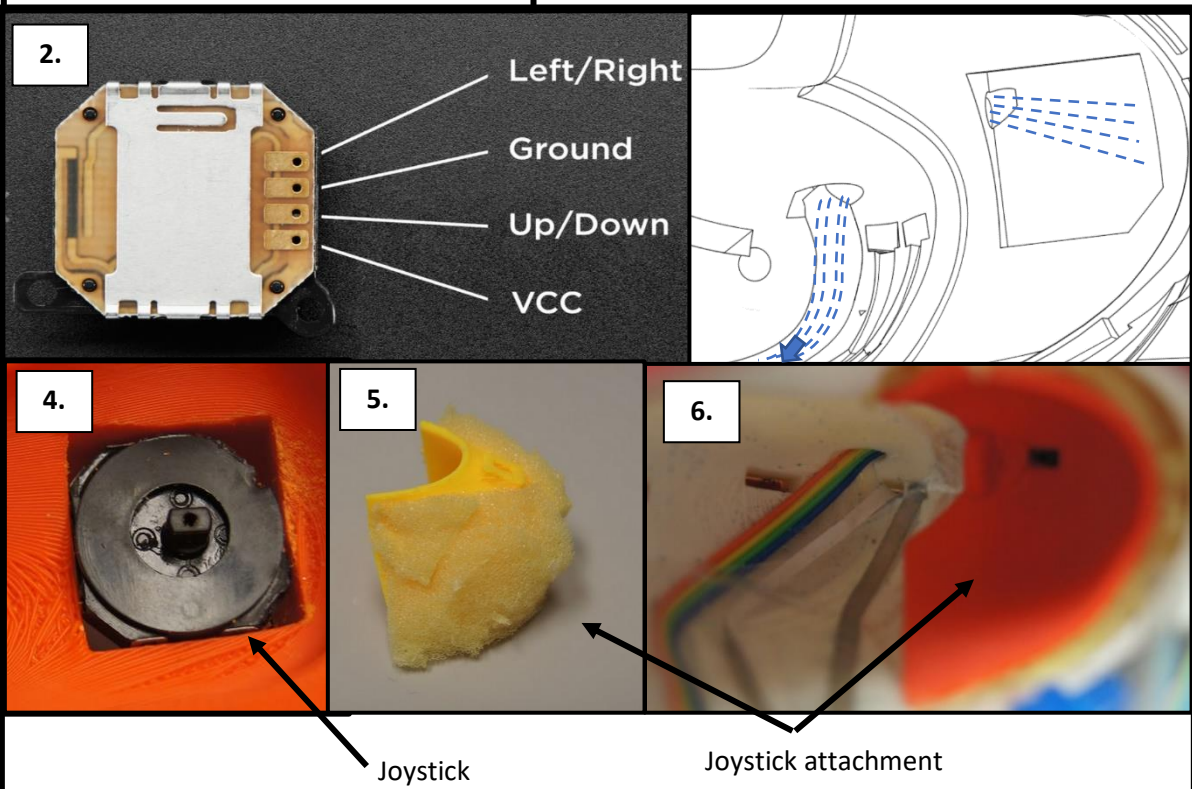 2.
Left/Right
Ground
Up/Down
VCC
4.
5.
6.
Joystick
Joystick attachment